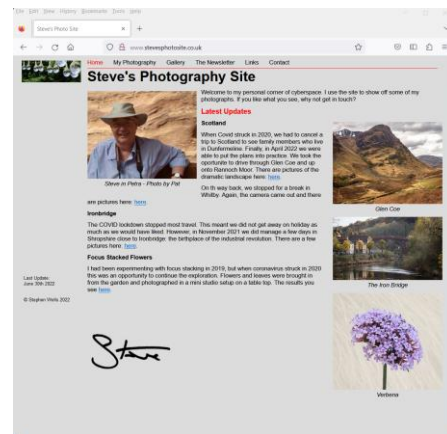 File Edit View History Bookmarks Tools Help
Steve's Photo Site
www.stevesphotosite.co.uk
Home My Photography Gallery The Newsletter Links Contact
Steve's Photography Site
Welcome to my personal corner of cyberspace. I use the site to show off some of my
photographs. If you like what you see, why not get in touch?
Latest Updates
Scotland
When Covid struck in 2020, we had to cancel a
trip to Scotland to see family members who live
in Dunfermline. Finally, in April 2022 we were
able to put the plans into practice. We took the
oportunite to drive through Glen Coe and up
onto Rannoch Moor. There are pictures of the
dramatic landscape here: here.
On th way back, we stopped for a break in
Whitby. Again, the camera came out and there
are pictures here: here.
Steve in Petra - Photo by Pat
Glen Coe
Ironbridge
The COVID lockdown stopped most travel. This meant we did not get away on holiday as
much as we would have liked. However, in November 2021 we did manage a few days in
Shropshire close to Ironbridge: the birthplace of the industrial revolution. There are a few
pictures here: here.
The Iron Bridge
Focus Stacked Flowers
I had been experimenting with focus stacking in 2019, but when coronavirus struck in 2020
this was an opportunity to continue the exploration. Flowers and leaves were brought in
from the garden and photographed in a mini studio setup on a table top. The results you
see here.
Last Update:
June 30th 2022
© Stephen Wells 2022
Steve
Verbena